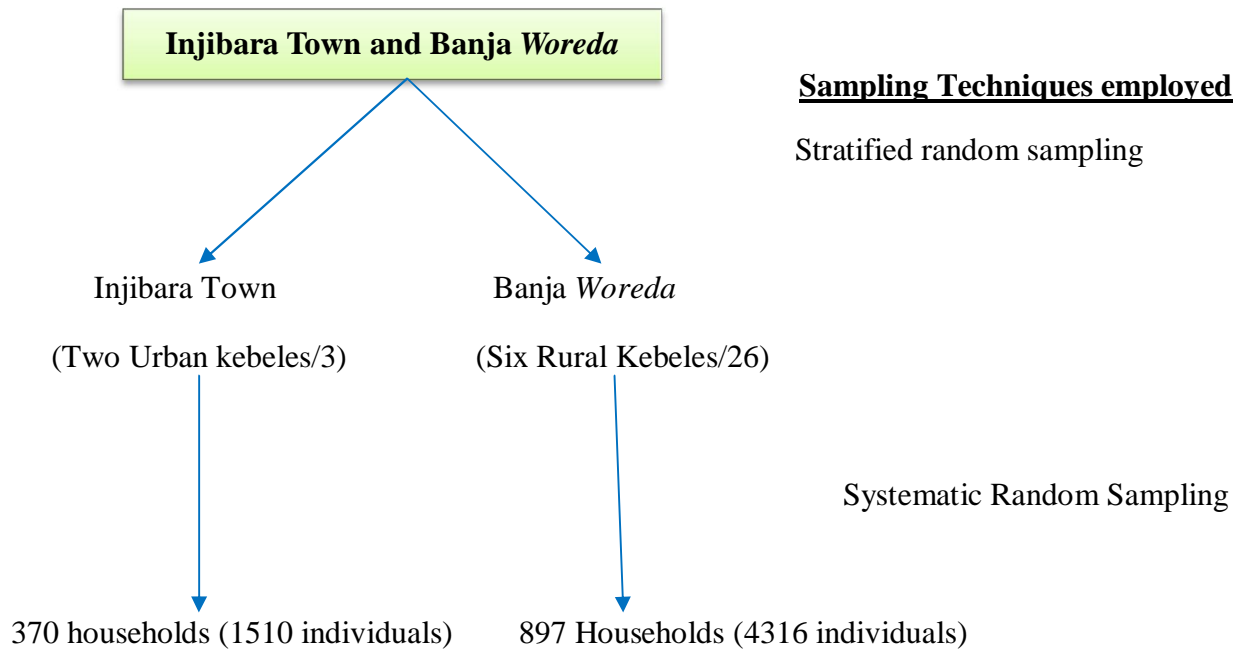 Injibara Town and Banja Woreda
Sampling Techniques employed
Stratified random sampling
Injibara Town
Banja Woreda
(Two Urban kebeles/3)
(Six Rural Kebeles/26)
Systematic Random Sampling
370 households (1510 individuals)
897 Households (4316 individuals)